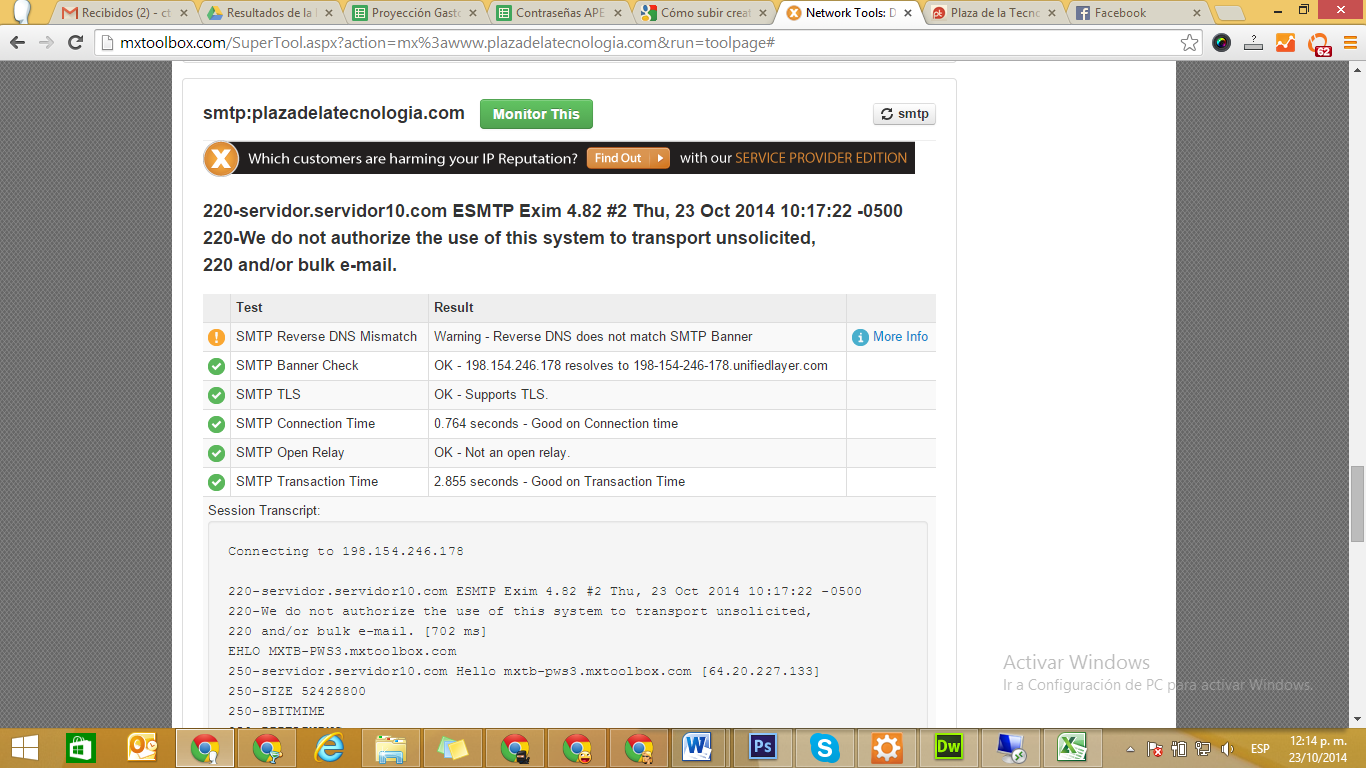 Recibidos (2) - ct
Resultados de la
Proyección Gasto
Contraseñas APE
Cómo subir creat
Network Tools: D
Plaza de la Tecno
Facebook
mxtoolbox.com/SuperTool.aspx?action=mx%3awww.plazadelatecnologia.com&run=toolpage#
62
smtp:plazadelatecnologia.com
Monitor This
smtp
Which customers are harming your IP Reputation? Find Out with our SERVICE PROVIDER EDITION
220-servidor.servidor10.com ESMTP Exim 4.82 #2 Thu, 23 Oct 2014 10:17:22 -0500
220-We do not authorize the use of this system to transport unsolicited,
220 and/or bulk e-mail.
Test Result
SMTP Reverse DNS Mismatch Warning - Reverse DNS does not match SMTP Banner More Info
SMTP Banner Check OK - 198.154.246.178 resolves to 198-154-246-178.unifiedlayer.com
SMTP TLS OK - Supports TLS.
SMTP Connection Time 0.764 seconds - Good on Connection time
SMTP Open Relay OK - Not an open relay.
SMTP Transaction Time 2.855 seconds - Good on Transaction Time
Session Transcript:
Connecting to 198.154.246.178
220-servidor.servidor10.com ESMTP Exim 4.82 #2 Thu, 23 Oct 2014 10:17:22 -0500
220-We do not authorize the use of this system to transport unsolicited,
220 and/or bulk e-mail. [702 ms]
EHLO MXTB-PWS3.mxtoolbox.com
250-servidor.servidor10.com Hello mxtb-pws3.mxtoolbox.com [64.20.227.133]
250-SIZE 52428800
250-8BITMIME
Activar Windows
Ir a Configuración de PC para activar Windows.
ESP
12:14 p. m.
23/10/2014